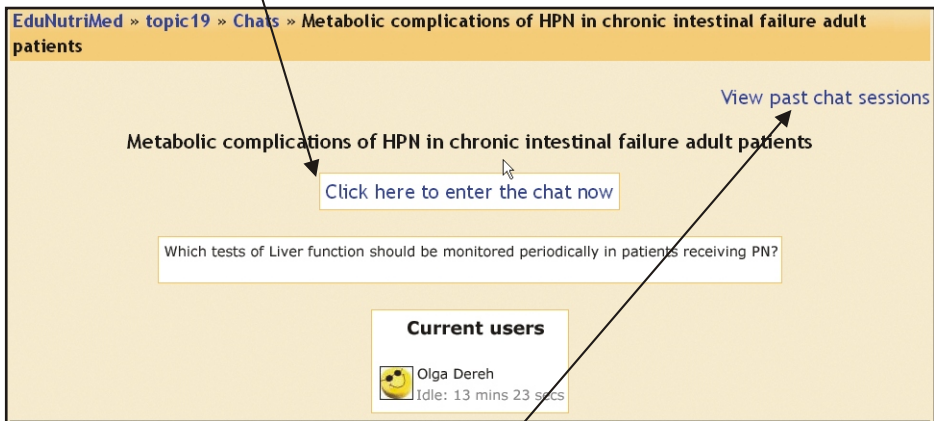 EduNutriMed » topic19 » Chats » Metabolic complications of HPN in chronic intestinal failure adult
patients
View past chat sessions
Metabolic complications of HPN in chronic intestinal failure adult patients
Click here to enter the chat now
Which tests of Liver function should be monitored periodically in patients receiving PN?
Current users
Olga Dereh
Idle: 13 mins 23 secs